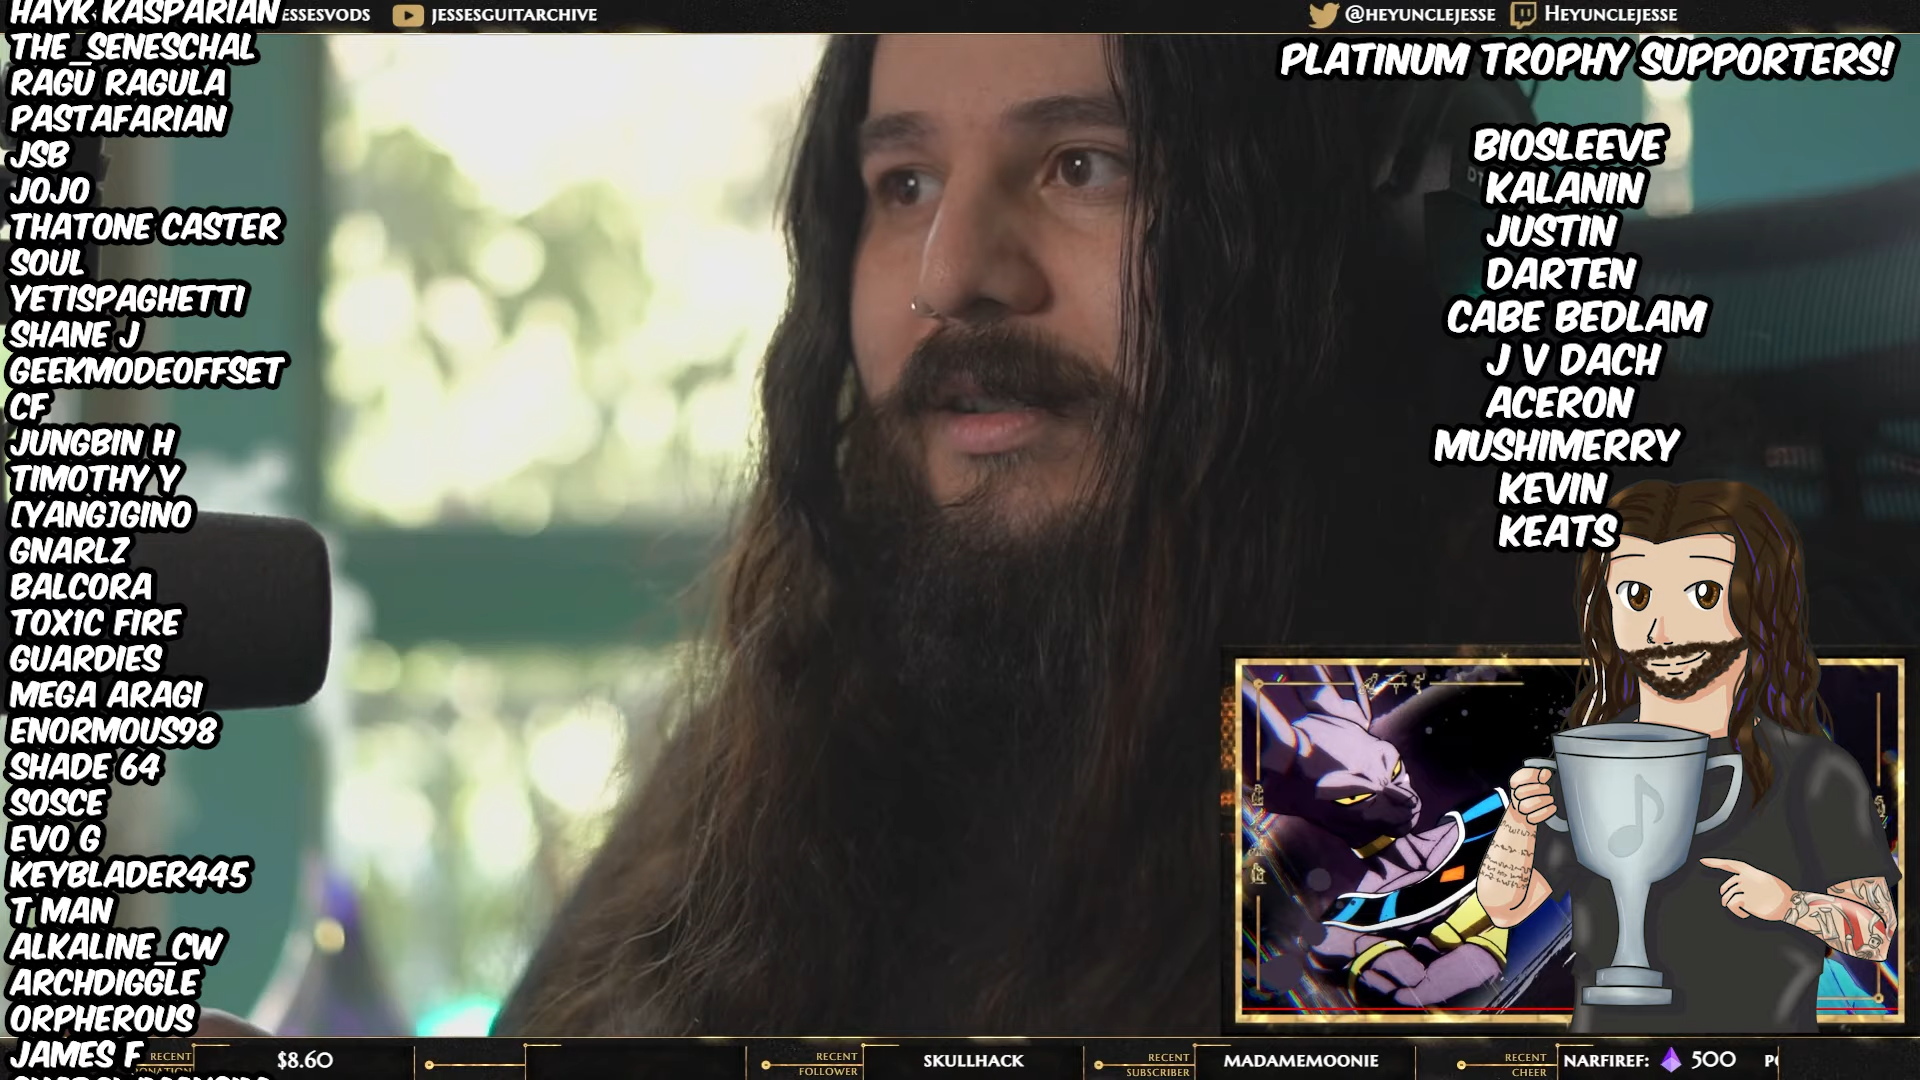 HAYK KASPARIAN
ESSESVODS
JESSESGUITARCHIVE
@HEYUNCLEJESSE
HEYUNCLEJESSE
THE_SENESCHAL
RAGU RAGULA
PASTAFARIAN
JSB
JOJO
THATONE CASTER
SOUL
YETISPAGHETTI
SHANE J
GEEKMODEOFFSET
CF
JUNGBIN H
TIMOTHY Y
[YANG]GINO
GNARLZ
BALCORA
TOXIC FIRE
GUARDIES
MEGA ARAGI
ENORMOUS98
SHADE 64
SOSCE
EVO G
KEYBLADER445
T MAN
ALKALINE_CW
ARCHDIGGLE
ORPHEROUS
JAMES F
PLATINUM TROPHY SUPPORTERS!
BIOSLEEVE
KALANIN
JUSTIN
DARTEN
CABE BEDLAM
J V DACH
ACERON
MUSHIMERRY
KEVIN
KEATS
RECENT
$8.60
RECENT FOLLOWER
SKULLHACK
RECENT SUBSCRIBER
MADAMEMOONIE
RECENT CHEER
NARFIREF: 500